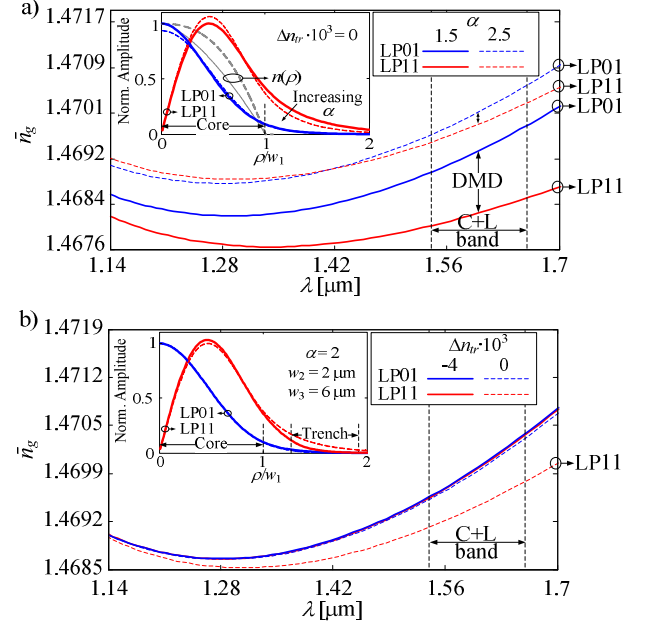 a)
Δn_tr·10³=0
α
1.5 2.5
LP01
LP11
1.4717
1.4709
1.4701
1.4692
1.4684
1.4676
n̄_g
Norm. Amplitude
1
0.5
0
n(ρ)
LP01
LP11
Core
Increasing
α
0 1 2
ρ/w₁
LP01
LP11
LP01
LP11
DMD
C+L
band
1.14 1.28 1.42 1.56 1.7
λ [μm]
b)
Δn_tr·10³
-4 0
LP01
LP11
1.4719
1.4712
1.4705
1.4699
1.4692
1.4685
n̄_g
Norm. Amplitude
1
0.5
0
α=2
w₂ = 2 μm
w₃ = 6 μm
LP01
LP11
Core
Trench
0 1 2
ρ/w₁
LP11
C+L
band
1.14 1.28 1.42 1.56 1.7
λ [μm]